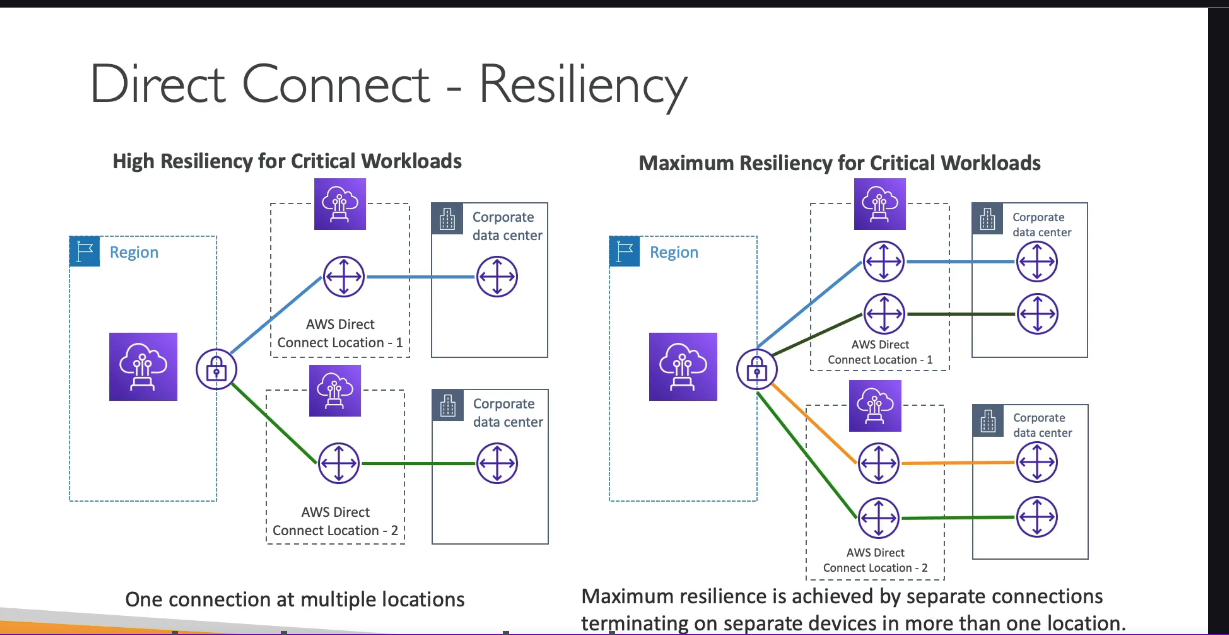 Direct Connect - Resiliency
High Resiliency for Critical Workloads
Region
AWS Direct
Connect Location - 1
Corporate
data center
AWS Direct
Connect Location - 2
Corporate
data center
One connection at multiple locations
Maximum Resiliency for Critical Workloads
Region
AWS Direct
Connect Location - 1
Corporate
data center
AWS Direct
Connect Location - 2
Corporate
data center
Maximum resilience is achieved by separate connections
terminating on separate devices in more than one location.